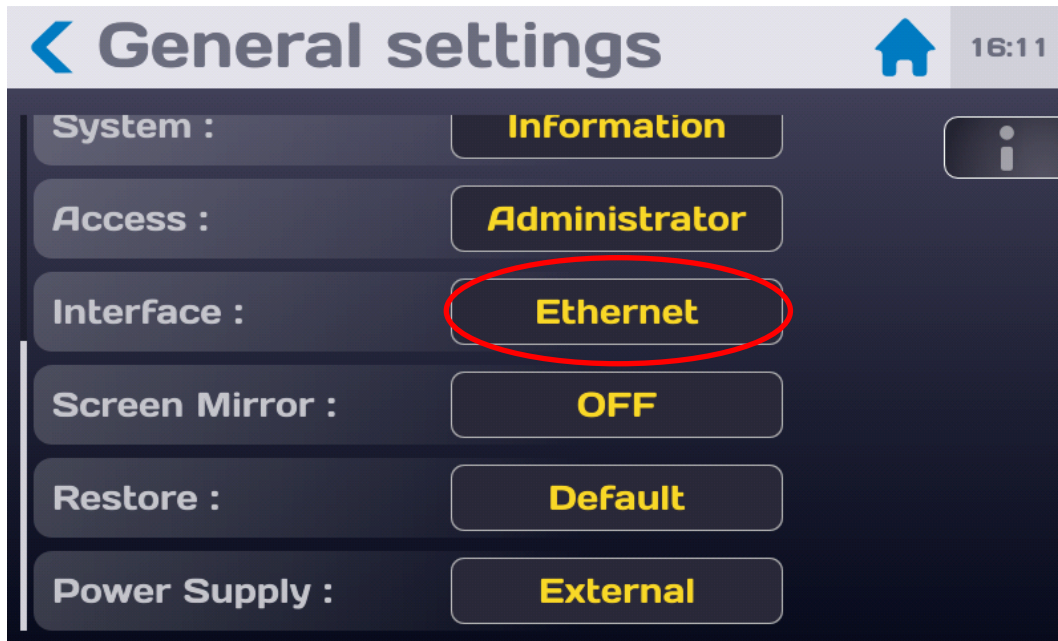 General settings
16:11
System : Information
Access : Administrator
Interface : Ethernet
Screen Mirror : OFF
Restore : Default
Power Supply : External